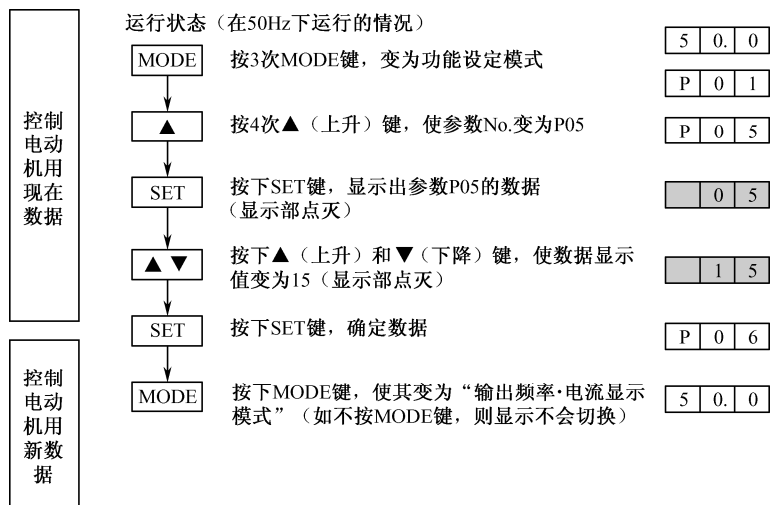 运行状态（在50Hz下运行的情况）
5 0. 0
MODE 按3次MODE键，变为功能设定模式
P 0 1
▲ 按4次▲（上升）键，使参数No.变为P05 P 0 5
SET 按下SET键，显示出参数P05的数据
（显示部点灭）
0 5
▲ ▼ 按下▲（上升）和▼（下降）键，使数据显示
值变为15（显示部点灭）
1 5
SET 按下SET键，确定数据 P 0 6
MODE 按下MODE键，使其变为“输出频率·电流显示
模式”（如不按MODE键，则显示不会切换）
5 0. 0
控制
电动
机用
现在
数据
控制
电动
机用
新数
据